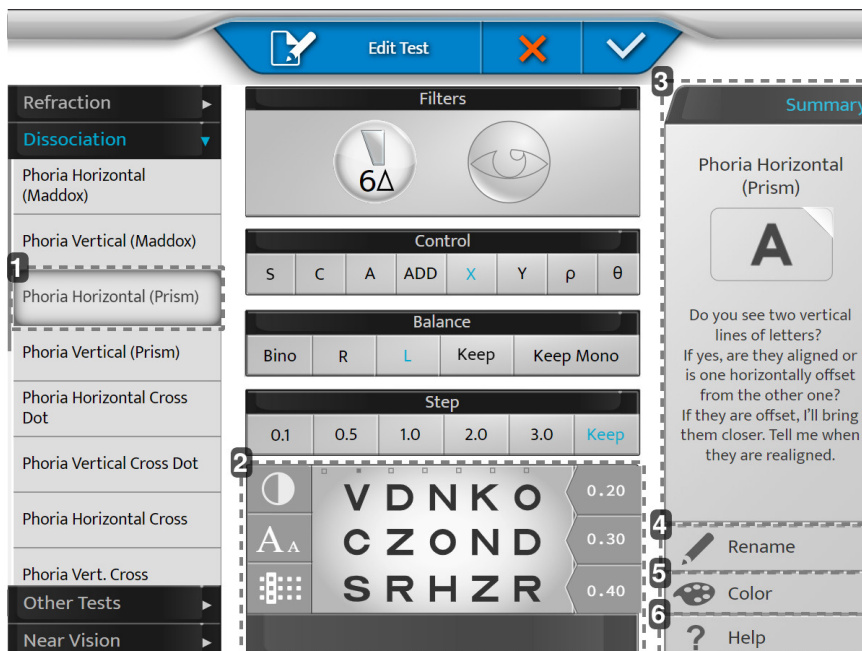 Edit Test
Refraction
Dissociation
Phoria Horizontal
(Maddox)
Phoria Vertical (Maddox)
1
Phoria Horizontal (Prism)
Phoria Vertical (Prism)
Phoria Horizontal Cross
Dot
Phoria Vertical Cross Dot
Phoria Horizontal Cross
Phoria Vert. Cross
Other Tests
Near Vision
Filters
6Δ
Control
S C A ADD X Y ρ θ
Balance
Bino R L Keep Keep Mono
Step
0.1 0.5 1.0 2.0 3.0 Keep
2
A A
V D N K O 0.20
C Z O N D 0.30
S R H Z R 0.40
3
Summary
Phoria Horizontal
(Prism)
A
Do you see two vertical
lines of letters?
If yes, are they aligned or
is one horizontally offset
from the other one?
If they are offset, I'll bring
them closer. Tell me when
they are realigned.
4
Rename
5
Color
6
? Help